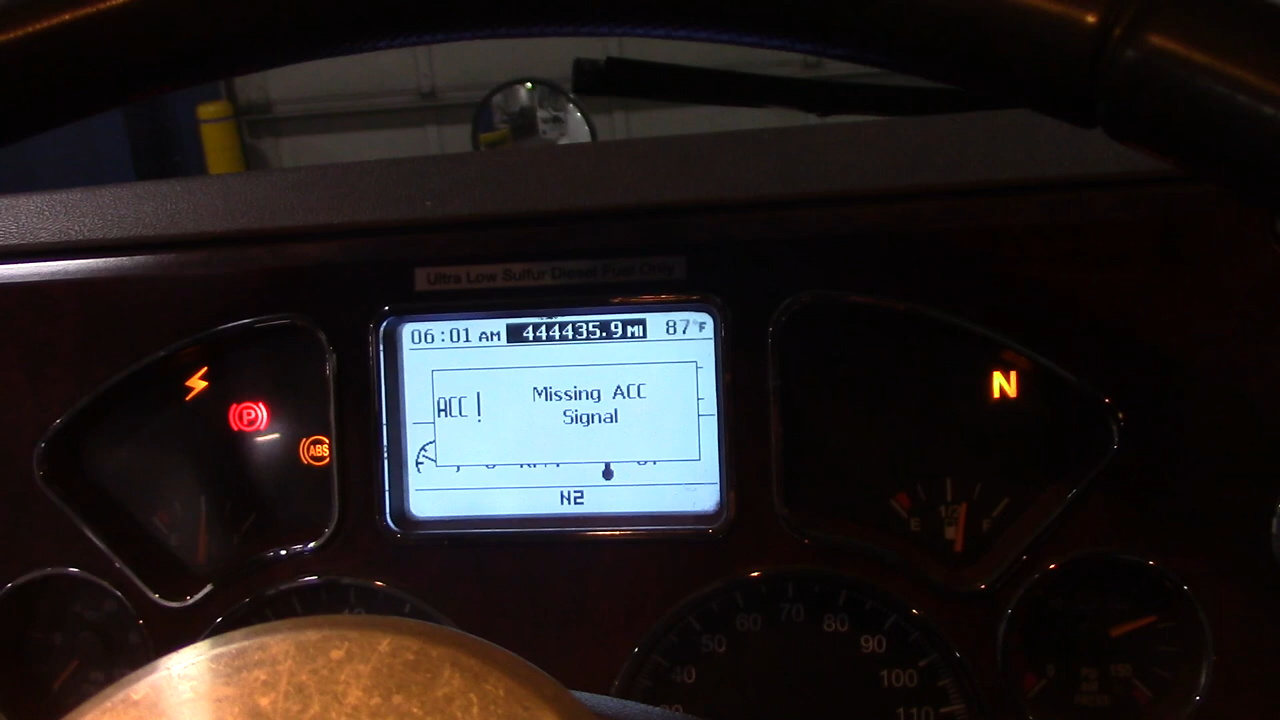 Ultra Low Sulfur Diesel Fuel Only
06:01 AM 444435.9 MI 87°F
ACC! Missing ACC
Signal
N2
P
ABS
N
E 1/2 F
40 50 60 70 80 90 100 110